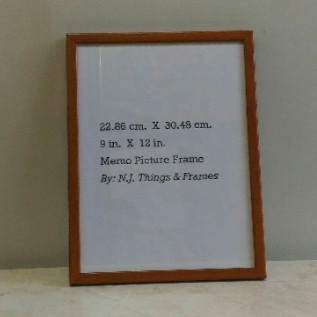 22.86 cm. X 30.48 cm.
9 in. X 12 in.
Memo Picture Frame
By: N.J. Things & Frames